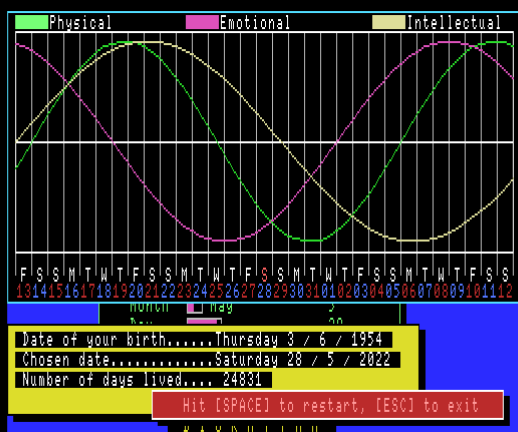 Physical Emotional Intellectual
F S S M T W T F S S M T W T F S S M T W T F S S M T W T F S S
13 14 15 16 17 18 19 20 21 22 23 24 25 26 27 28 29 30 31 01 02 03 04 05 06 07 08 09 10 11 12
Month May 5
Date of your birth......Thursday 3 / 6 / 1954
Chosen date............Saturday 28 / 5 / 2022
Number of days lived.... 24831
Hit [SPACE] to restart, [ESC] to exit